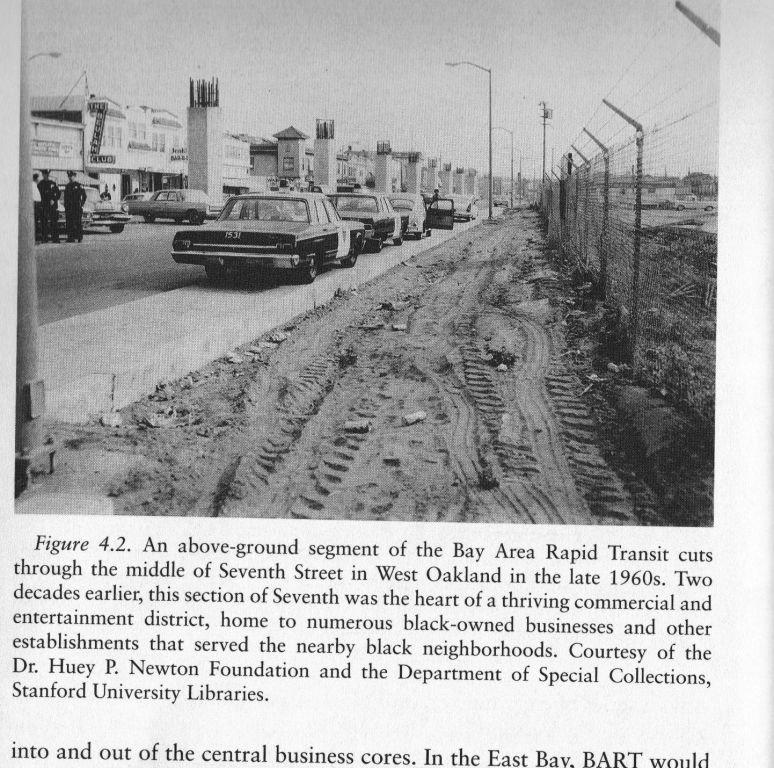 CLUB
1531
Figure 4.2. An above-ground segment of the Bay Area Rapid Transit cuts
through the middle of Seventh Street in West Oakland in the late 1960s. Two
decades earlier, this section of Seventh was the heart of a thriving commercial and
entertainment district, home to numerous black-owned businesses and other
establishments that served the nearby black neighborhoods. Courtesy of the
Dr. Huey P. Newton Foundation and the Department of Special Collections,
Stanford University Libraries.
into and out of the central business cores. In the East Bay, BART would